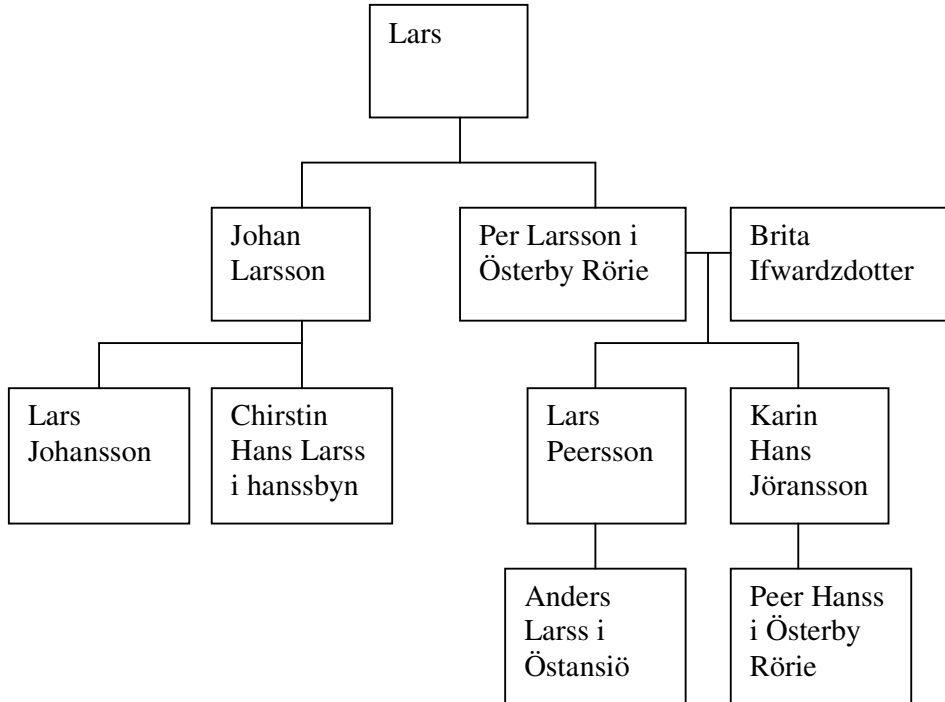 Lars
Johan
Larsson
Per Larsson i
Österby Rörie
Brita
Ifwardzdotter
Lars
Johansson
Chirstin
Hans Larss
i hanssbyn
Lars
Peersson
Karin
Hans
Jöransson
Anders
Larss i
Östansiö
Peer Hanss
i Österby
Rörie